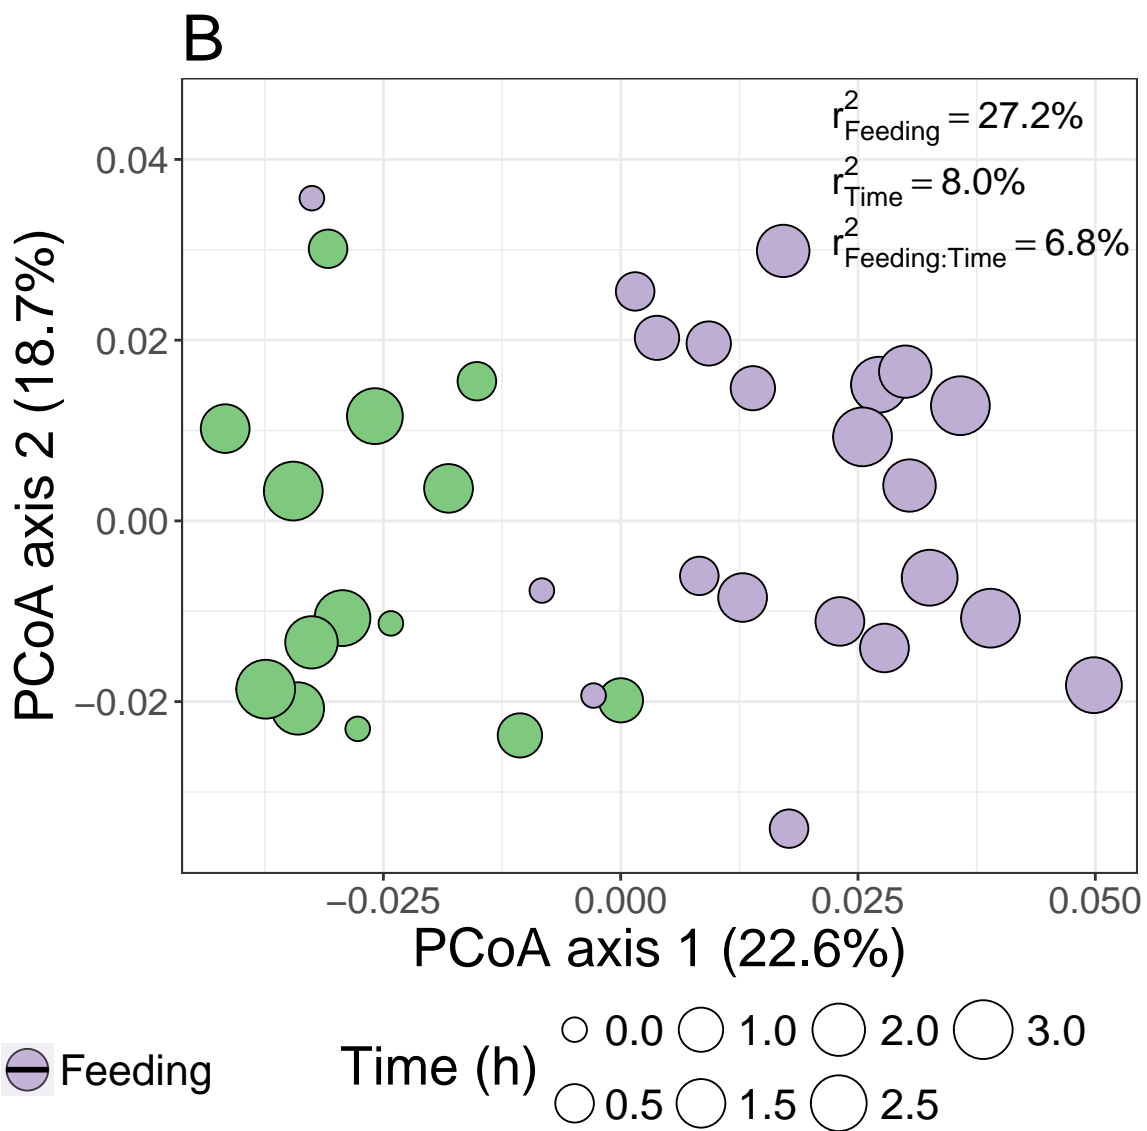 B
r²Feeding = 27.2%
r²Time = 8.0%
r²Feeding:Time = 6.8%
0.04
0.02
0.00
−0.02
PCoA axis 2 (18.7%)
−0.025 0.000 0.025 0.050
PCoA axis 1 (22.6%)
Feeding
Time (h)
0.0 1.0 2.0 3.0
0.5 1.5 2.5